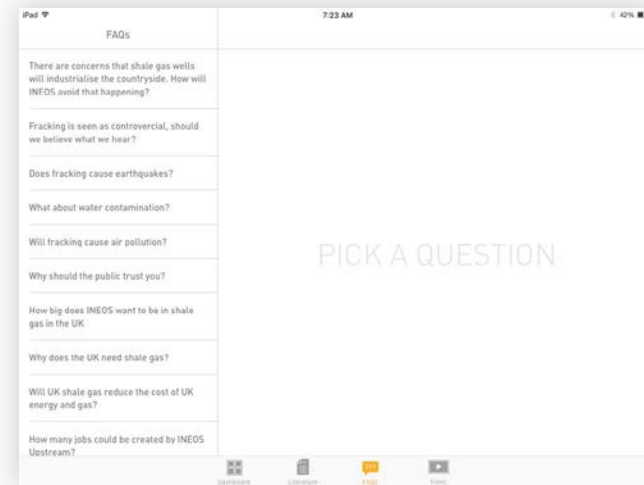 iPad
7:23 AM
42%
FAQs
There are concerns that shale gas wells
will industrialise the countryside. How will
INEOS avoid that happening?
Fracking is seen as controvercial, should
we believe what we hear?
Does fracking cause earthquakes?
What about water contamination?
Will fracking cause air pollution?
Why should the public trust you?
How big does INEOS want to be in shale
gas in the UK
Why does the UK need shale gas?
Will UK shale gas reduce the cost of UK
energy and gas?
How many jobs could be created by INEOS
Upstream?
PICK A QUESTION
???
Dashboard
Literature
FAQs
Films